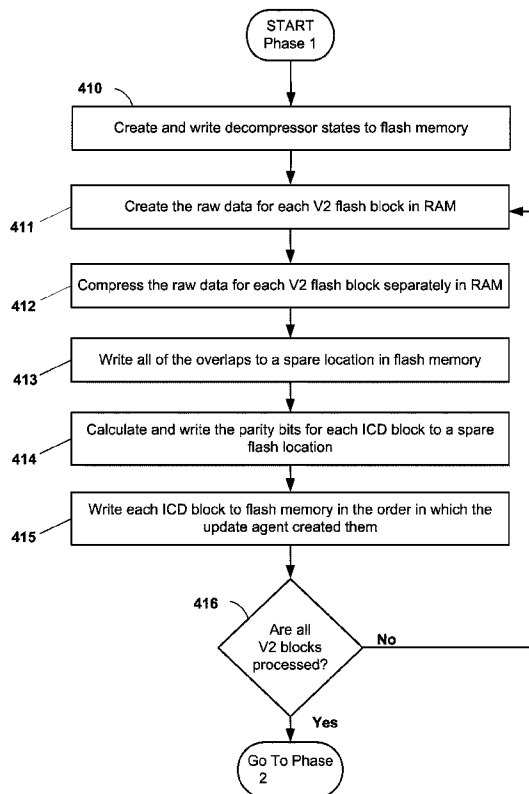 START
Phase 1
410
Create and write decompressor states to flash memory
Create the raw data for each V2 flash block in RAM
411
Compress the raw data for each V2 flash block separately in RAM
412
Write all of the overlaps to a spare location in flash memory
413
Calculate and write the parity bits for each ICD block to a spare
flash location
414
Write each ICD block to flash memory in the order in which the
update agent created them
415
416
Are all
V2 blocks
processed?
No
Yes
Go To Phase
2